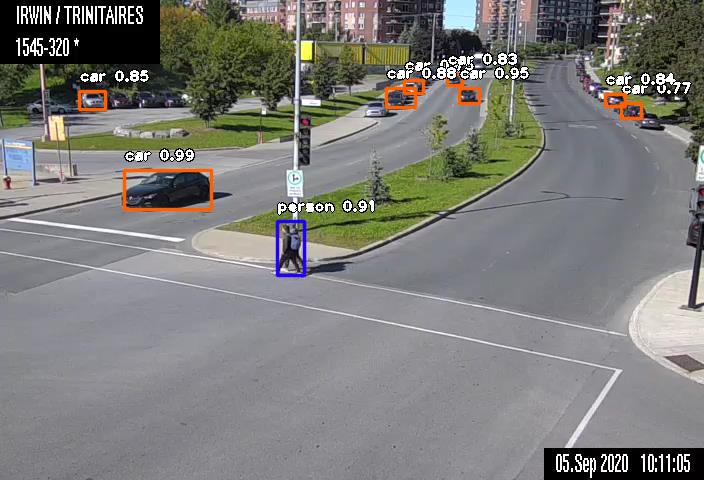 IRWIN / TRINITAIRES
1545-320 *
car 0.85
car 0.83
car 0.88
car 0.95
car 0.84
car 0.77
car 0.99
person 0.91
05.Sep 2020 10:11:05